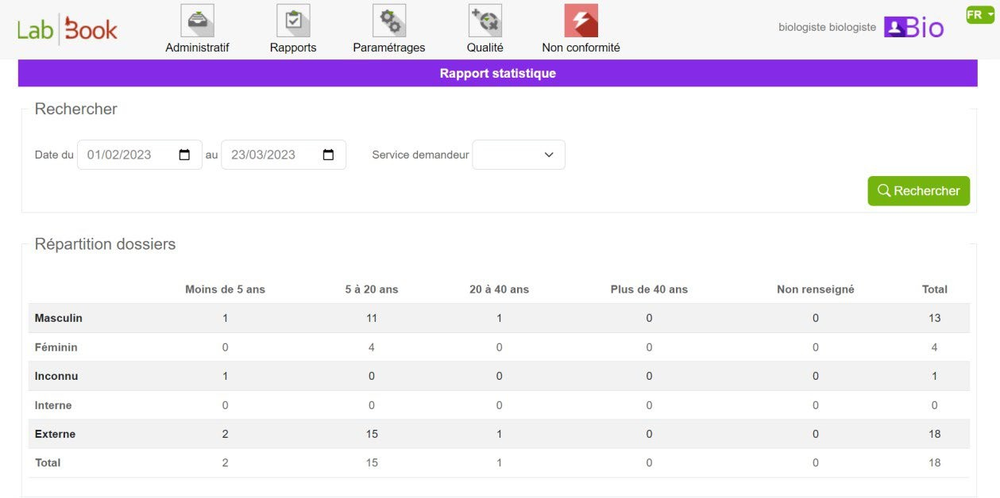 Lab Book
Administratif Rapports Paramétrages Qualité Non conformité
biologiste biologiste Bio
FR
Rapport statistique
Rechercher
Date du 01/02/2023 au 23/03/2023 Service demandeur
Rechercher
Répartition dossiers
Moins de 5 ans 5 à 20 ans 20 à 40 ans Plus de 40 ans Non renseigné Total
Masculin 1 11 1 0 0 13
Féminin 0 4 0 0 0 4
Inconnu 1 0 0 0 0 1
Interne 0 0 0 0 0 0
Externe 2 15 1 0 0 18
Total 2 15 1 0 0 18